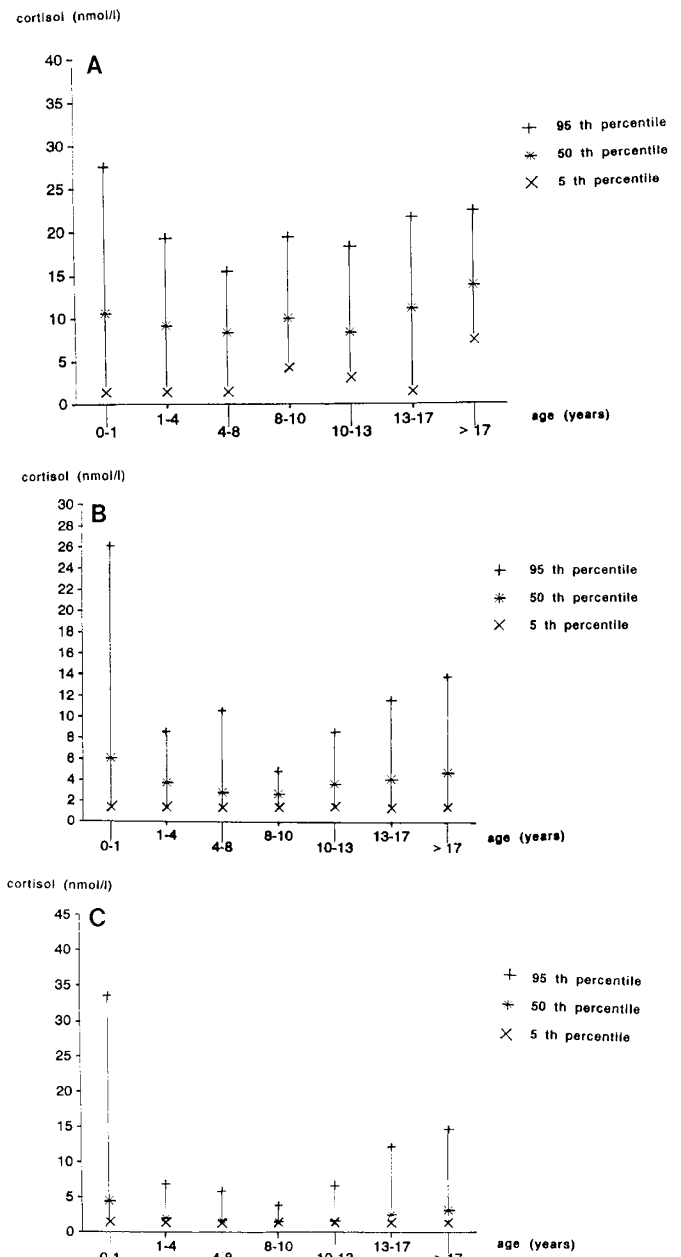 cortisol (nmol/l)
40
A
35
95 th percentile
30
50 th percentile
5 th percentile
25
20
15
10
5
0
1-4 8-10 13-17 age (years)
0-1 4-8 10-13 > 17
cortisol (nmol/l)
30
B
28
26
95 th percentile
24
50 th percentile
22
5 th percentile
20
18
16
14
12
10
8
6
4
2
0
1-4 8-10 13-17 age (years)
0-1 4-8 10-13 > 17
cortisol (nmol/l)
45
C
40
35
95 th percentile
50 th percentile
30
5 th percentile
25
20
15
10
5
0
1-4 8-10 13-17 age (years)